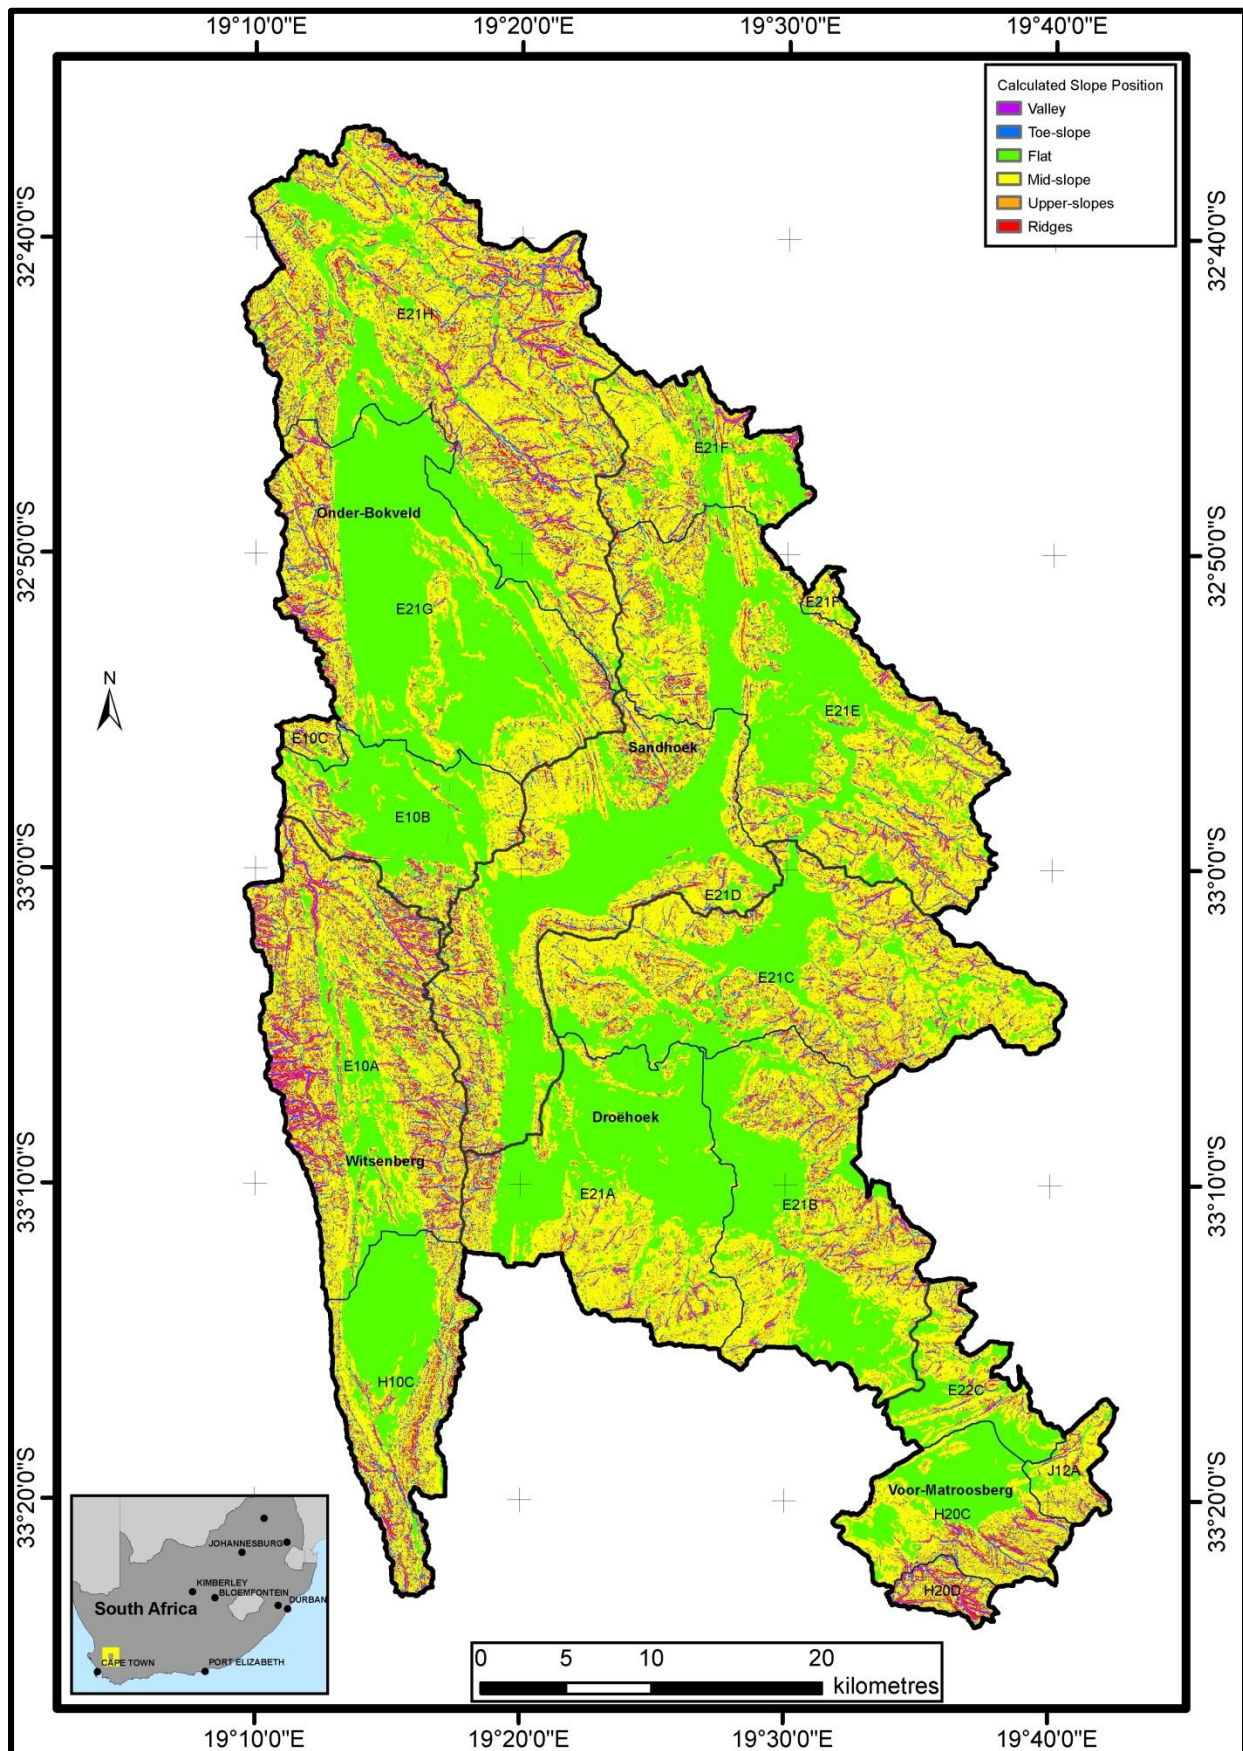 19°10'0"E 19°20'0"E 19°30'0"E 19°40'0"E
Calculated Slope Position
Valley
Toe-slope
Flat
Mid-slope
Upper-slopes
Ridges
32°40'0"S 32°40'0"S
E21H
E21F
Onder-Bokveld
32°50'0"S 32°50'0"S
E21F
E21G
N
E21E
E10C
Sandhoek
E10B
33°0'0"S 33°0'0"S
E21D
E21C
E10A
Droëhoek
Witsenberg
33°10'0"S 33°10'0"S
E21A
E21B
H10C
E22C
J12A
Voor-Matroosberg
33°20'0"S 33°20'0"S
H20C
H20D
JOHANNESBURG
KIMBERLEY
BLOEMFONTEIN
DURBAN
South Africa
CAPE TOWN
PORT ELIZABETH
0 5 10 20
kilometres
19°10'0"E 19°20'0"E 19°30'0"E 19°40'0"E